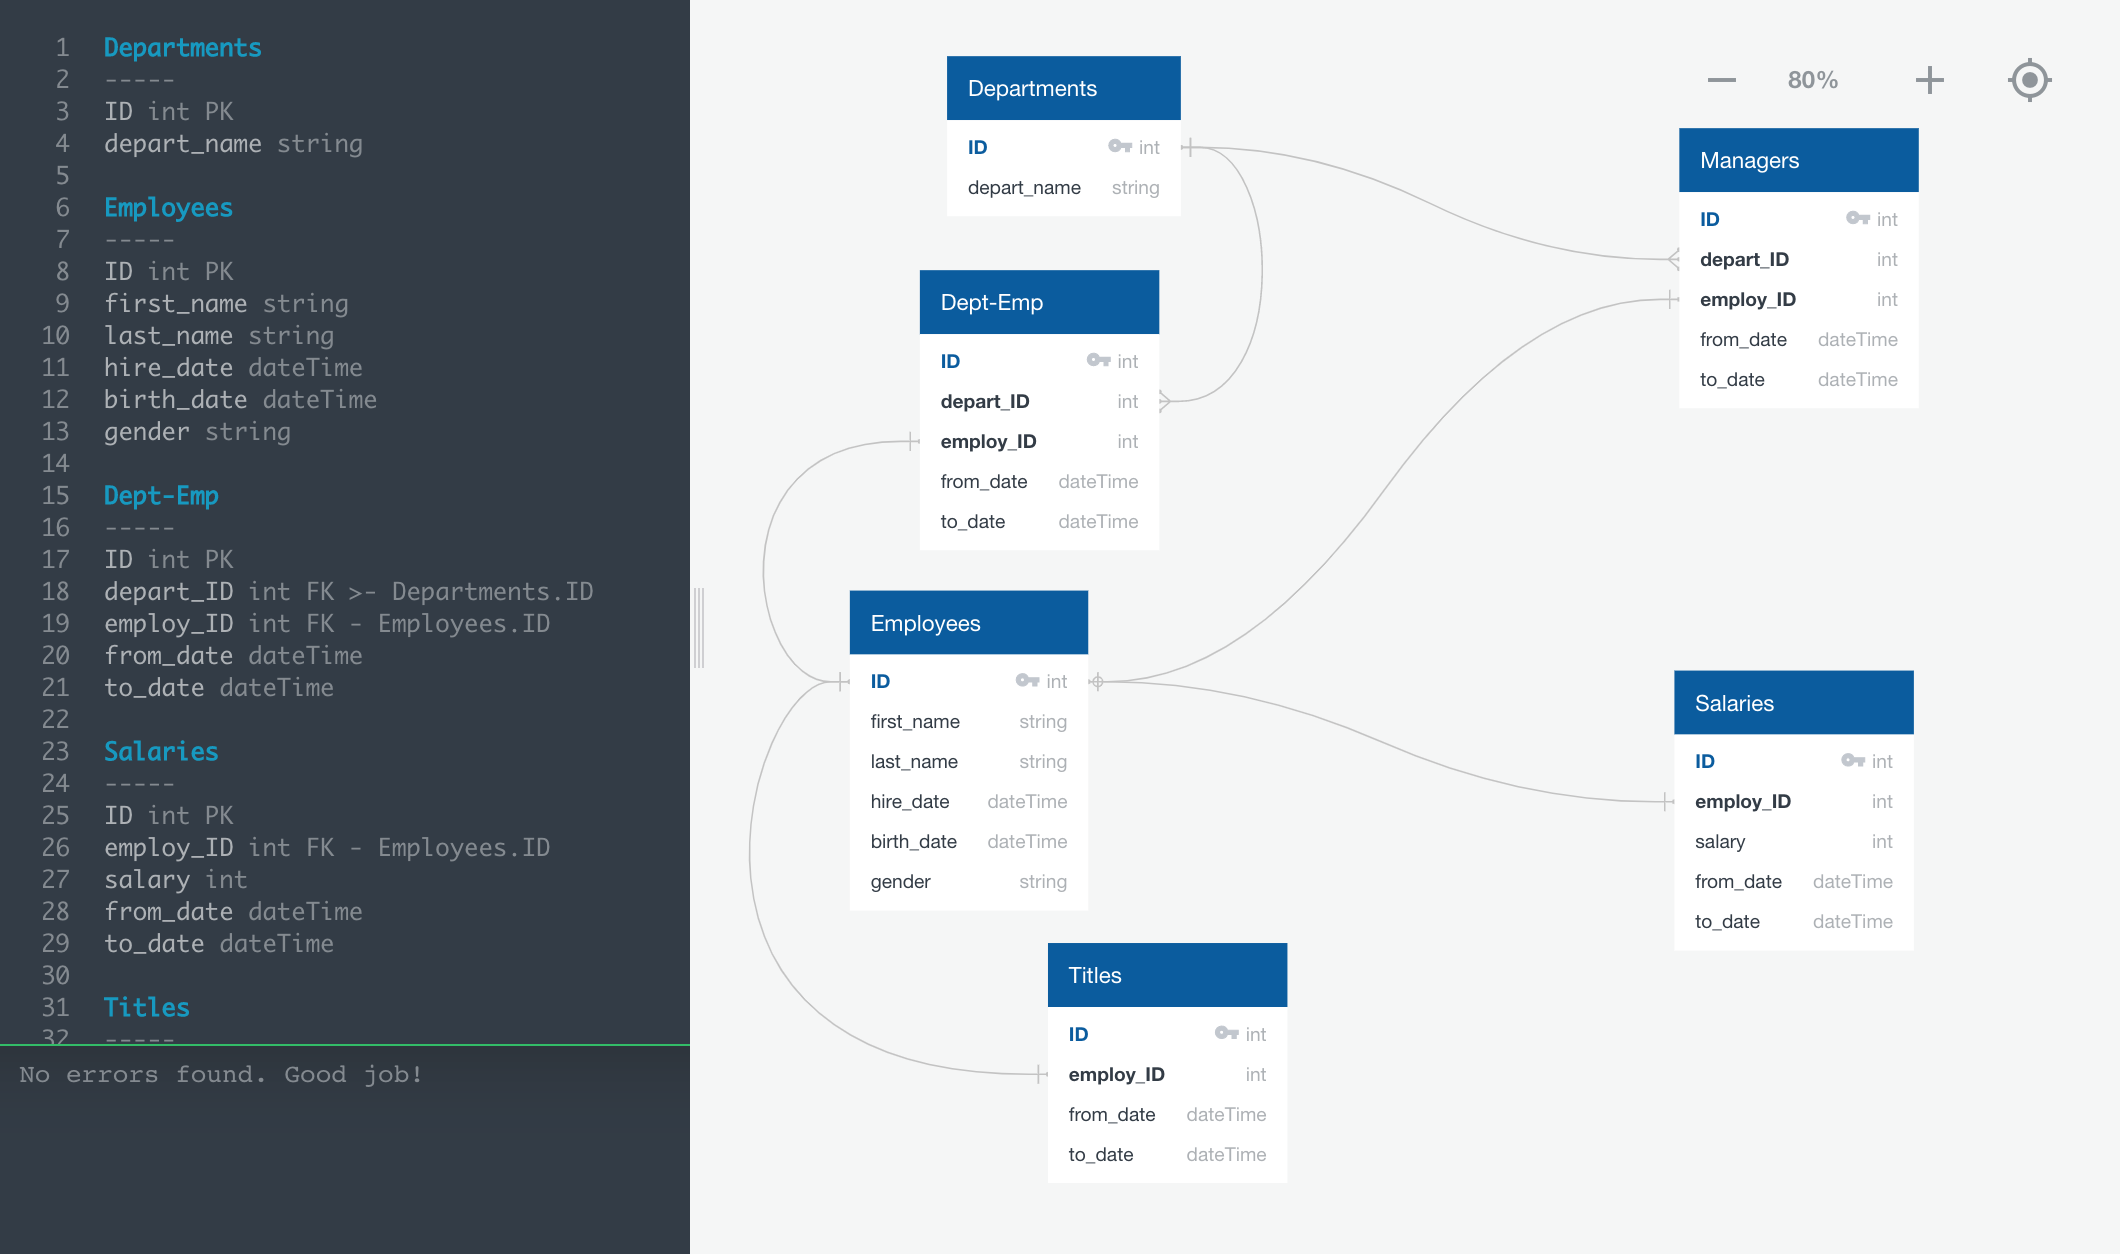 1 Departments
2 -----
3 ID int PK
4 depart_name string
5
6 Employees
7 -----
8 ID int PK
9 first_name string
10 last_name string
11 hire_date dateTime
12 birth_date dateTime
13 gender string
14
15 Dept-Emp
16 -----
17 ID int PK
18 depart_ID int FK >- Departments.ID
19 employ_ID int FK - Employees.ID
20 from_date dateTime
21 to_date dateTime
22
23 Salaries
24 -----
25 ID int PK
26 employ_ID int FK - Employees.ID
27 salary int
28 from_date dateTime
29 to_date dateTime
30
31 Titles
32 -----
No errors found. Good job!
80%
Departments
ID int
depart_name string
Managers
ID int
depart_ID int
employ_ID int
from_date dateTime
to_date dateTime
Dept-Emp
ID int
depart_ID int
employ_ID int
from_date dateTime
to_date dateTime
Employees
ID int
first_name string
last_name string
hire_date dateTime
birth_date dateTime
gender string
Salaries
ID int
employ_ID int
salary int
from_date dateTime
to_date dateTime
Titles
ID int
employ_ID int
from_date dateTime
to_date dateTime